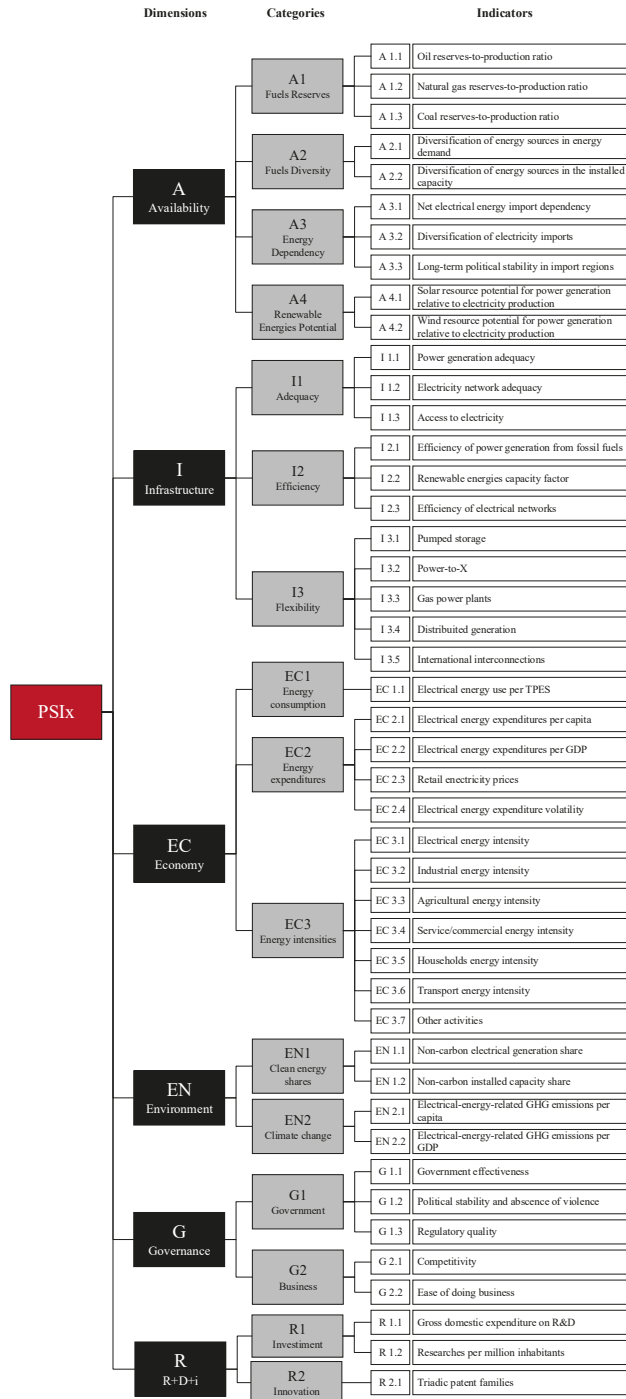 Dimensions
Categories
Indicators
PSIx
A
Availability
A1
Fuels Reserves
A 1.1
Oil reserves-to-production ratio
A 1.2
Natural gas reserves-to-production ratio
A 1.3
Coal reserves-to-production ratio
A2
Fuels Diversity
A 2.1
Diversification of energy sources in energy
demand
A 2.2
Diversification of energy sources in the installed
capacity
A3
Energy
Dependency
A 3.1
Net electrical energy import dependency
A 3.2
Diversification of electricity imports
A 3.3
Long-term political stability in import regions
A4
Renewable
Energies Potential
A 4.1
Solar resource potential for power generation
relative to electricity production
A 4.2
Wind resource potential for power generation
relative to electricity production
I
Infrastructure
I1
Adequacy
I 1.1
Power generation adequacy
I 1.2
Electricity network adequacy
I 1.3
Access to electricity
I2
Efficiency
I 2.1
Efficiency of power generation from fossil fuels
I 2.2
Renewable energies capacity factor
I 2.3
Efficiency of electrical networks
I3
Flexibility
I 3.1
Pumped storage
I 3.2
Power-to-X
I 3.3
Gas power plants
I 3.4
Distribuited generation
I 3.5
International interconnections
EC
Economy
EC1
Energy
consumption
EC 1.1
Electrical energy use per TPES
EC2
Energy
expenditures
EC 2.1
Electrical energy expenditures per capita
EC 2.2
Electrical energy expenditures per GDP
EC 2.3
Retail enectricity prices
EC 2.4
Electrical energy expenditure volatility
EC3
Energy intensities
EC 3.1
Electrical energy intensity
EC 3.2
Industrial energy intensity
EC 3.3
Agricultural energy intensity
EC 3.4
Service/commercial energy intensity
EC 3.5
Households energy intensity
EC 3.6
Transport energy intensity
EC 3.7
Other activities
EN
Environment
EN1
Clean energy
shares
EN 1.1
Non-carbon electrical generation share
EN 1.2
Non-carbon installed capacity share
EN2
Climate change
EN 2.1
Electrical-energy-related GHG emissions per
capita
EN 2.2
Electrical-energy-related GHG emissions per
GDP
G
Governance
G1
Government
G 1.1
Government effectiveness
G 1.2
Political stability and abscence of violence
G 1.3
Regulatory quality
G2
Business
G 2.1
Competitivity
G 2.2
Ease of doing business
R
R+D+i
R1
Investiment
R 1.1
Gross domestic expenditure on R&D
R 1.2
Researches per million inhabitants
R2
Innovation
R 2.1
Triadic patent families